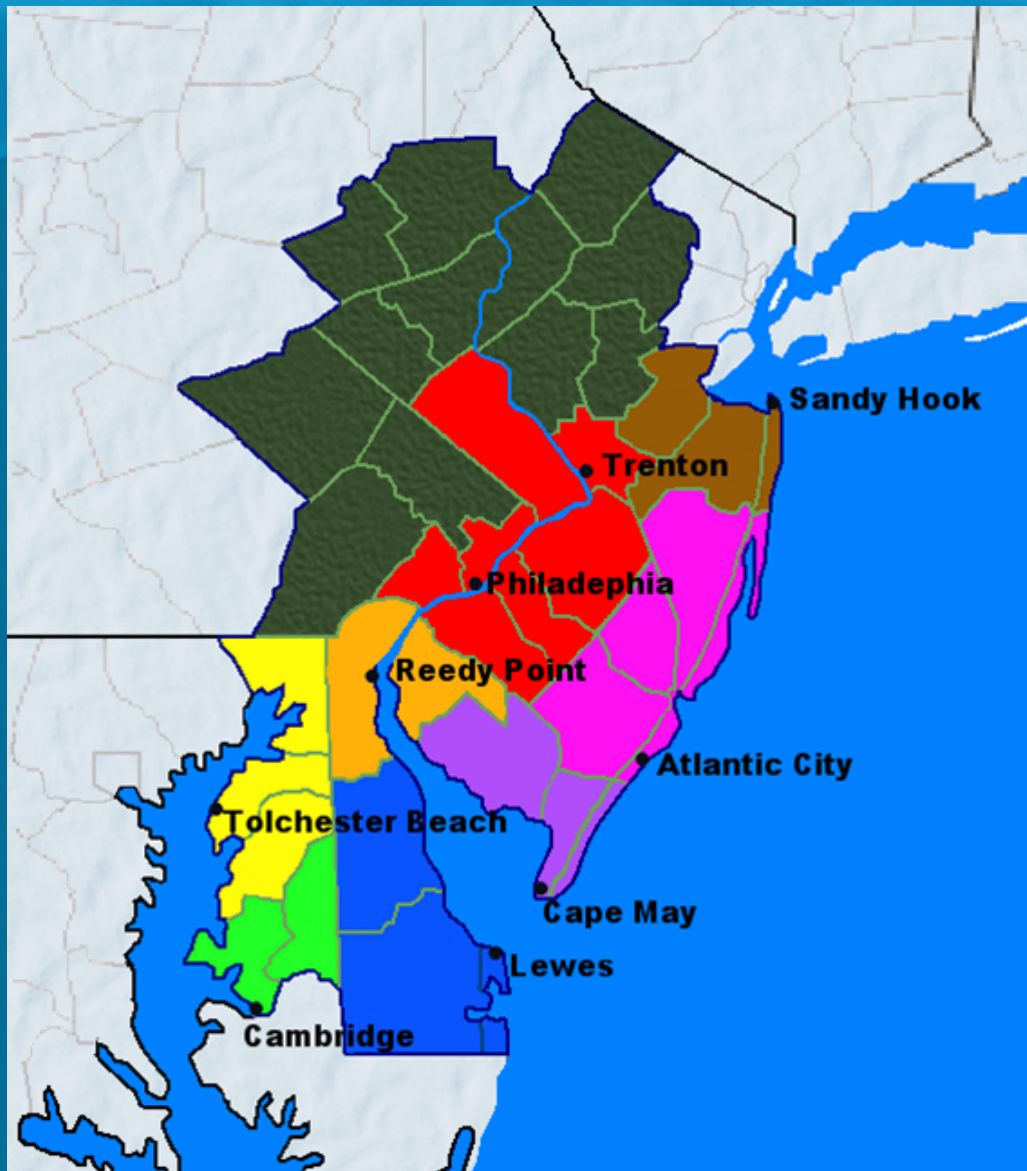 Sandy Hook
Trenton
Philadephia
Reedy Point
Atlantic City
Tolchester Beach
Cape May
Lewes
Cambridge